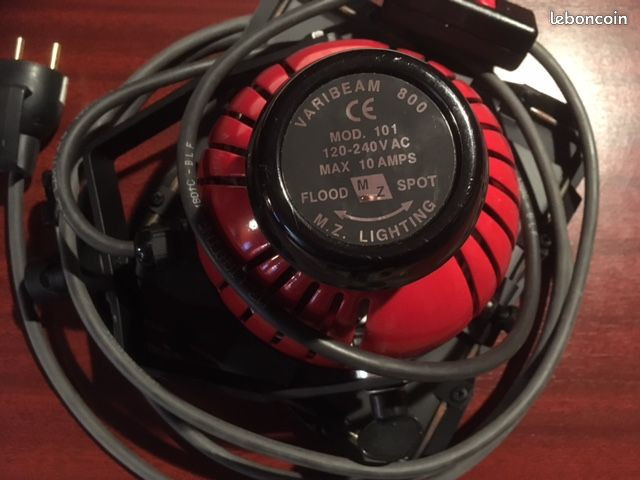 leboncoin
VARIBEAM 800
CE
MOD. 101
120-240V AC
MAX 10 AMPS
FLOOD M Z SPOT
M.Z. LIGHTING